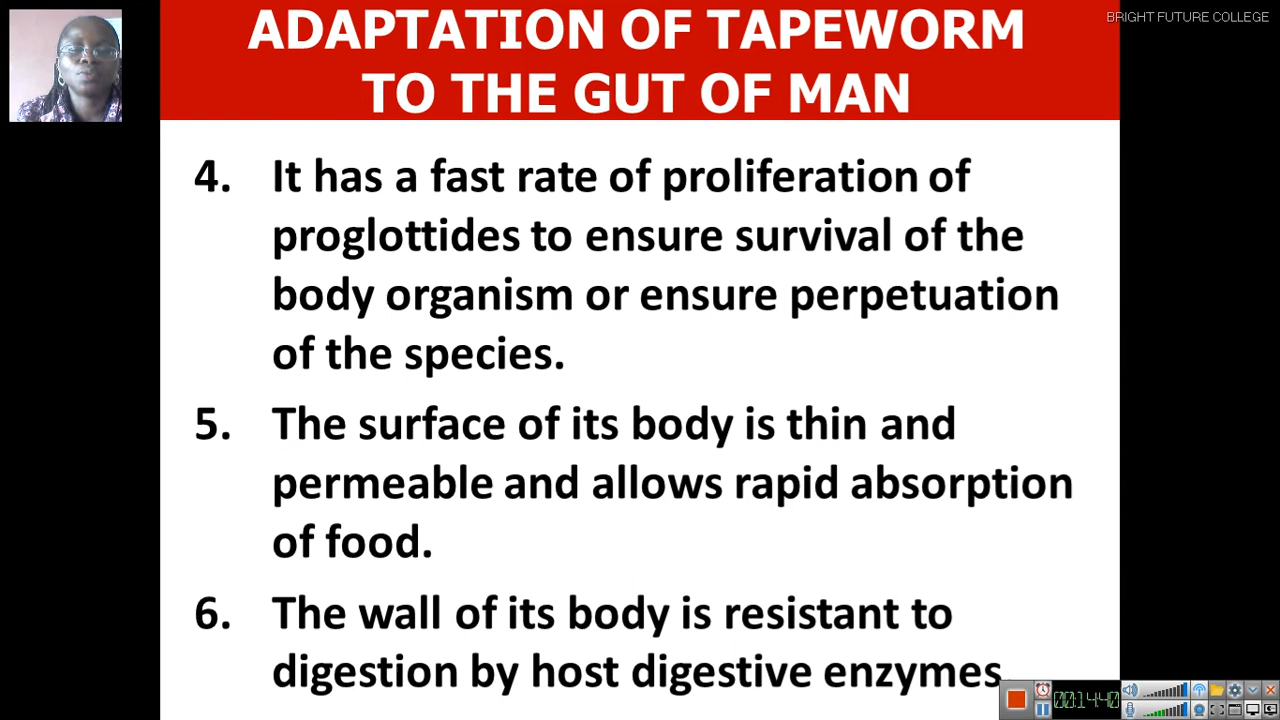 BRIGHT FUTURE COLLEGE
ADAPTATION OF TAPEWORM
TO THE GUT OF MAN
4. It has a fast rate of proliferation of
proglottides to ensure survival of the
body organism or ensure perpetuation
of the species.
5. The surface of its body is thin and
permeable and allows rapid absorption
of food.
6. The wall of its body is resistant to
digestion by host digestive enzymes.
00:14:40